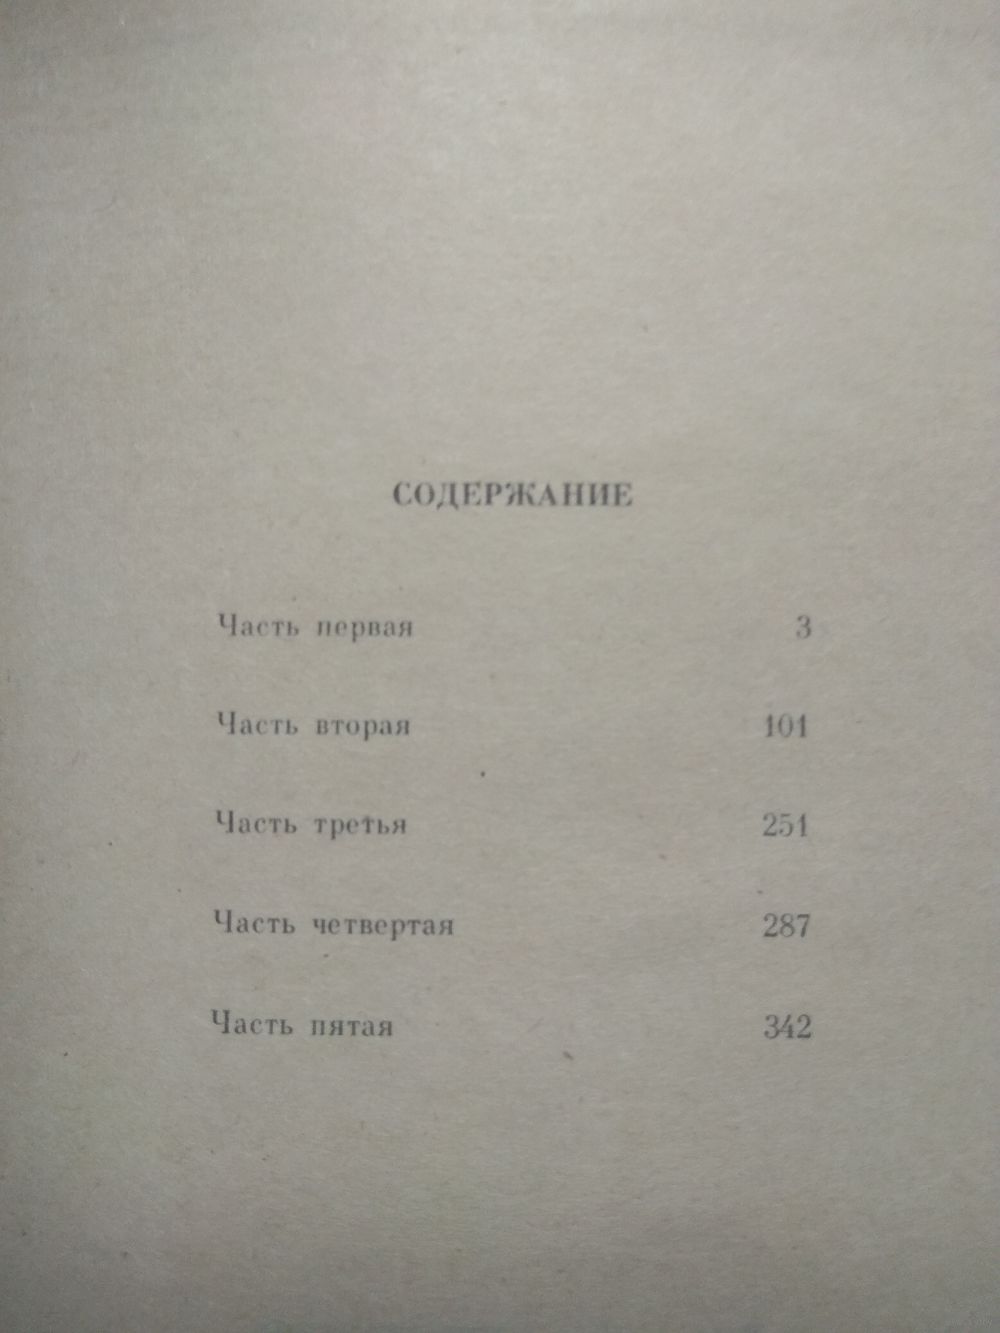 СОДЕРЖАНИЕ
Часть первая 3
Часть вторая 101
Часть третья 251
Часть четвертая 287
Часть пятая 342